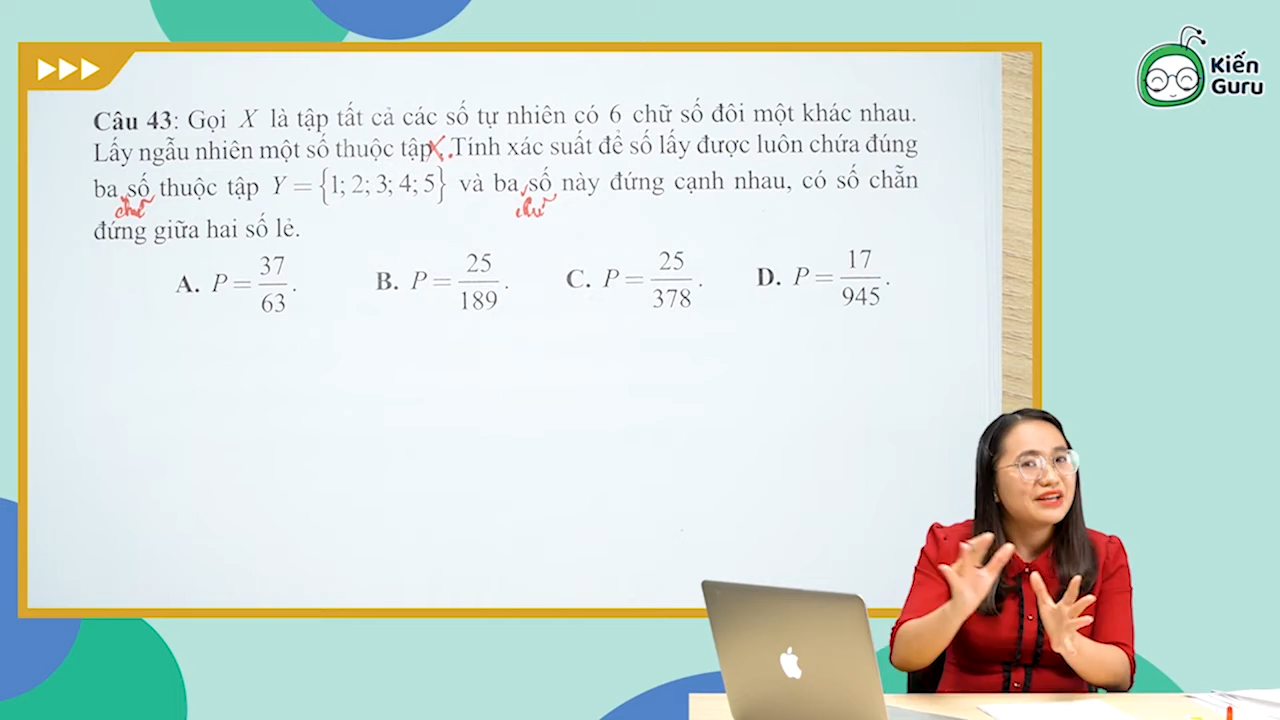 Kiến
Guru
Câu 43: Gọi X là tập tất cả các số tự nhiên có 6 chữ số đôi một khác nhau.
Lấy ngẫu nhiên một số thuộc tập X. Tính xác suất để số lấy được luôn chứa đúng
ba số thuộc tập Y = {1; 2; 3; 4; 5} và ba số này đứng cạnh nhau, có số chẵn
chữ chữ
đứng giữa hai số lẻ.
A. P = 37/63. B. P = 25/189. C. P = 25/378. D. P = 17/945.